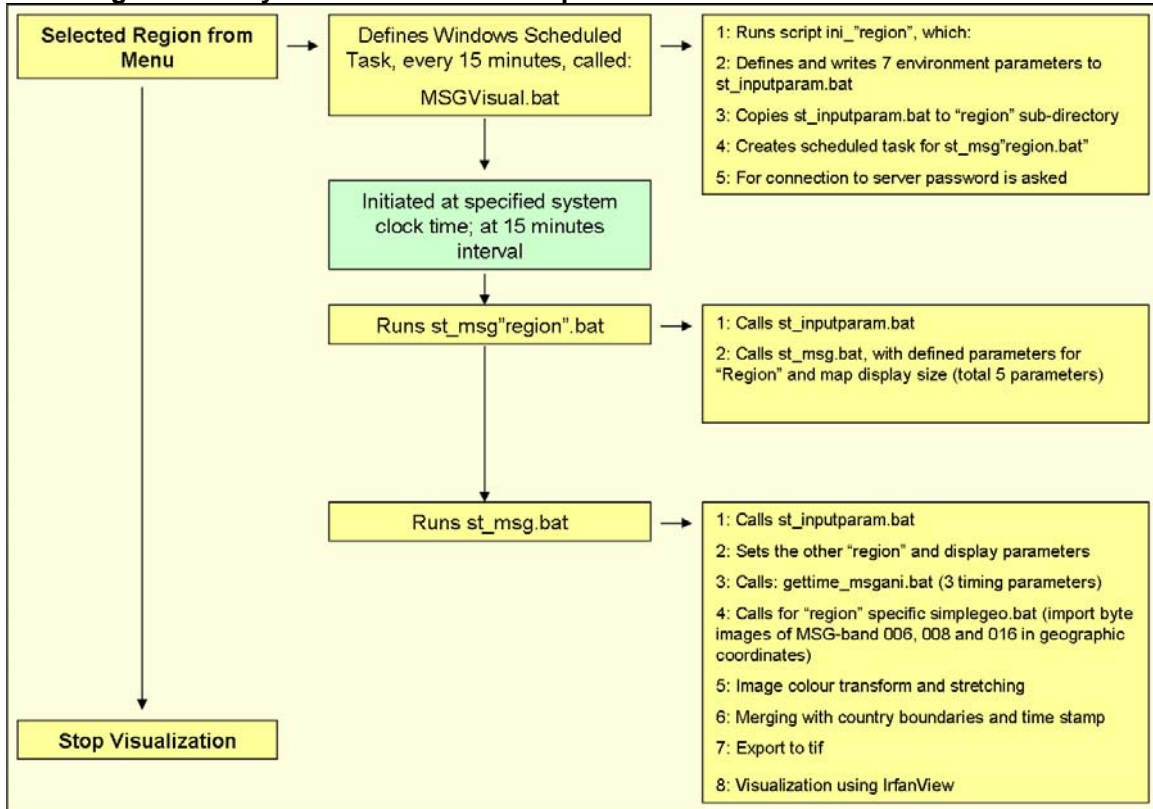 Selected Region from
Menu
Defines Windows Scheduled
Task, every 15 minutes, called:
MSGVisual.bat
1: Runs script ini_"region", which:
2: Defines and writes 7 environment parameters to
st_inputparam.bat
3: Copies st_inputparam.bat to “region” sub-directory
4: Creates scheduled task for st_msg"region.bat"
5: For connection to server password is asked
Initiated at specified system
clock time; at 15 minutes
interval
Runs st_msg"region".bat
1: Calls st_inputparam.bat
2: Calls st_msg.bat, with defined parameters for
“Region” and map display size (total 5 parameters)
Runs st_msg.bat
1: Calls st_inputparam.bat
2: Sets the other “region” and display parameters
3: Calls: gettime_msgani.bat (3 timing parameters)
4: Calls for “region” specific simplegeo.bat (import byte
images of MSG-band 006, 008 and 016 in geographic
coordinates)
5: Image colour transform and stretching
6: Merging with country boundaries and time stamp
7: Export to tif
8: Visualization using IrfanView
Stop Visualization